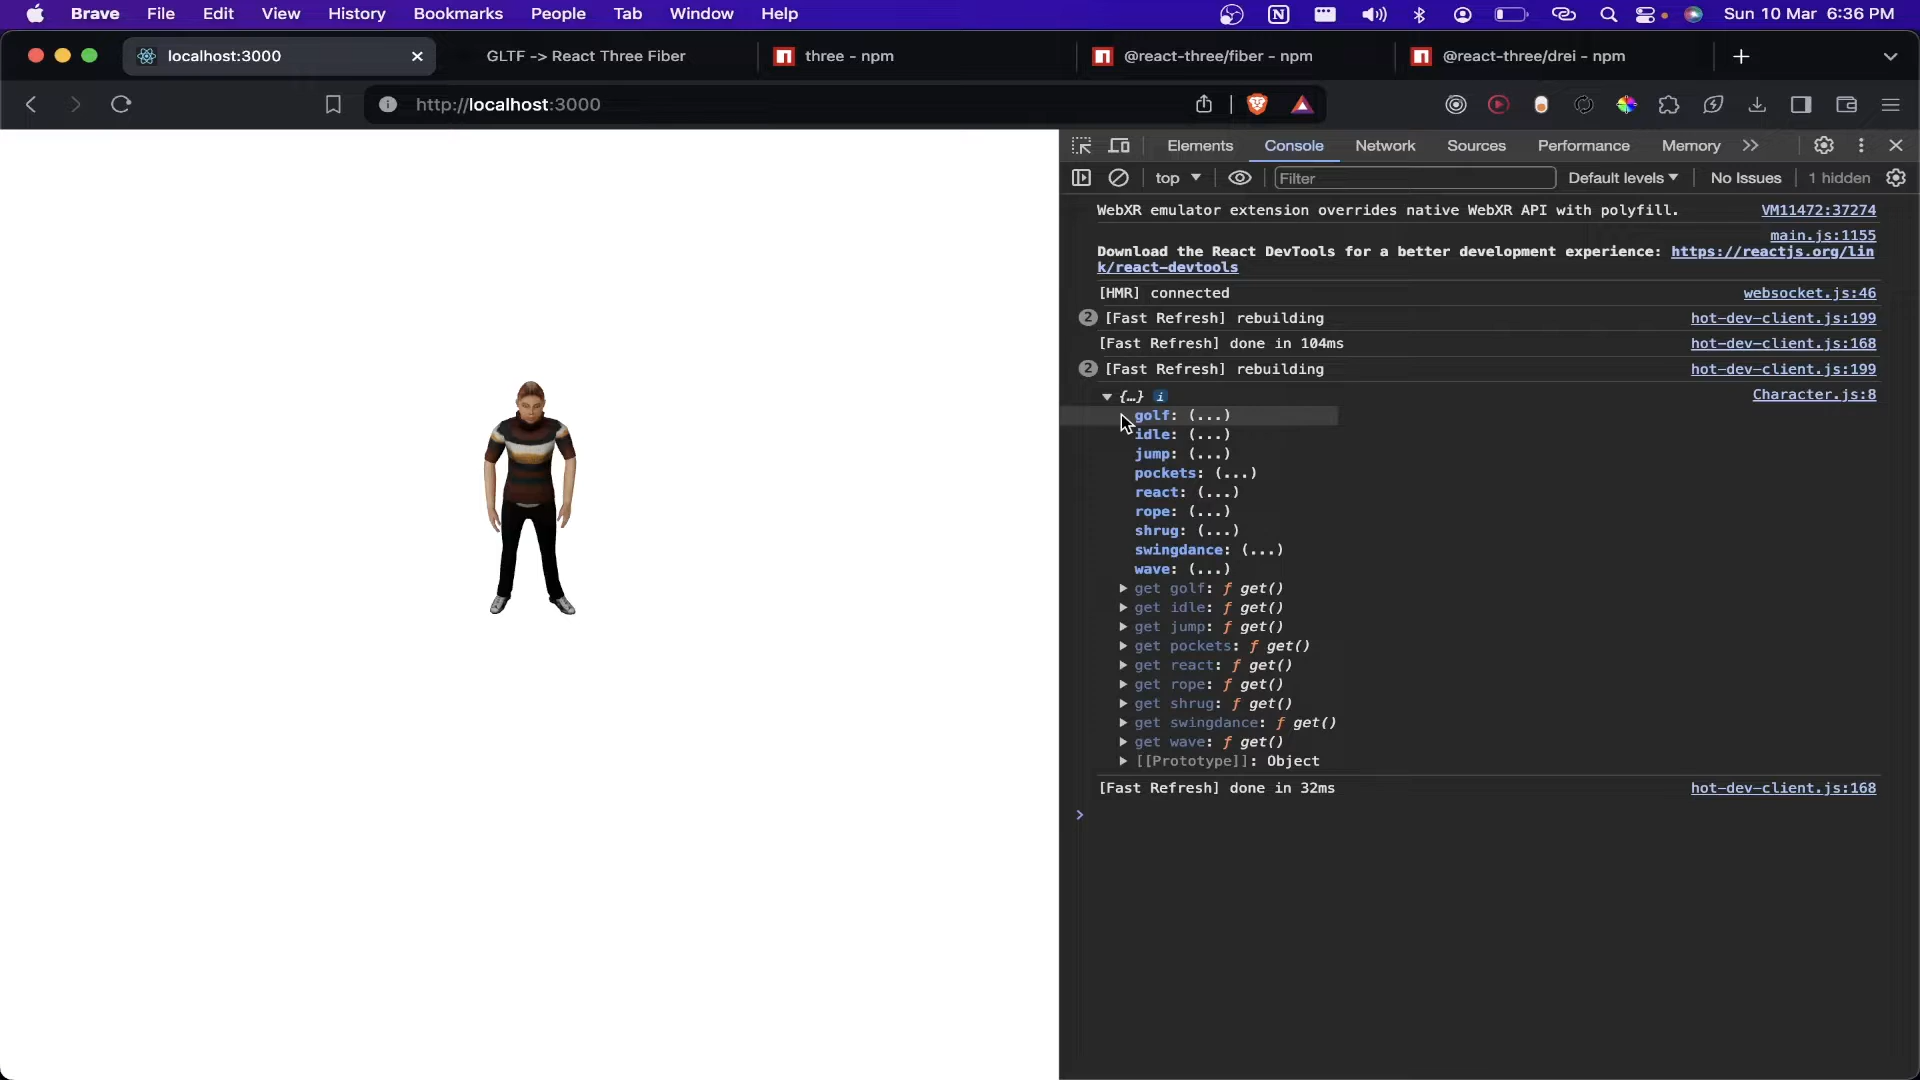 Brave File Edit View History Bookmarks People Tab Window Help Sun 10 Mar 6:36 PM
localhost:3000 GLTF -> React Three Fiber three - npm @react-three/fiber - npm @react-three/drei - npm
http://localhost:3000
Elements Console Network Sources Performance Memory
top Filter Default levels No Issues 1 hidden
WebXR emulator extension overrides native WebXR API with polyfill. VM11472:37274
main.js:1155
Download the React DevTools for a better development experience: https://reactjs.org/lin
k/react-devtools
[HMR] connected websocket.js:46
2 [Fast Refresh] rebuilding hot-dev-client.js:199
[Fast Refresh] done in 104ms hot-dev-client.js:168
2 [Fast Refresh] rebuilding hot-dev-client.js:199
{…} i Character.js:8
golf: (...)
idle: (...)
jump: (...)
pockets: (...)
react: (...)
rope: (...)
shrug: (...)
swingdance: (...)
wave: (...)
get golf: ƒ get()
get idle: ƒ get()
get jump: ƒ get()
get pockets: ƒ get()
get react: ƒ get()
get rope: ƒ get()
get shrug: ƒ get()
get swingdance: ƒ get()
get wave: ƒ get()
[[Prototype]]: Object
[Fast Refresh] done in 32ms hot-dev-client.js:168